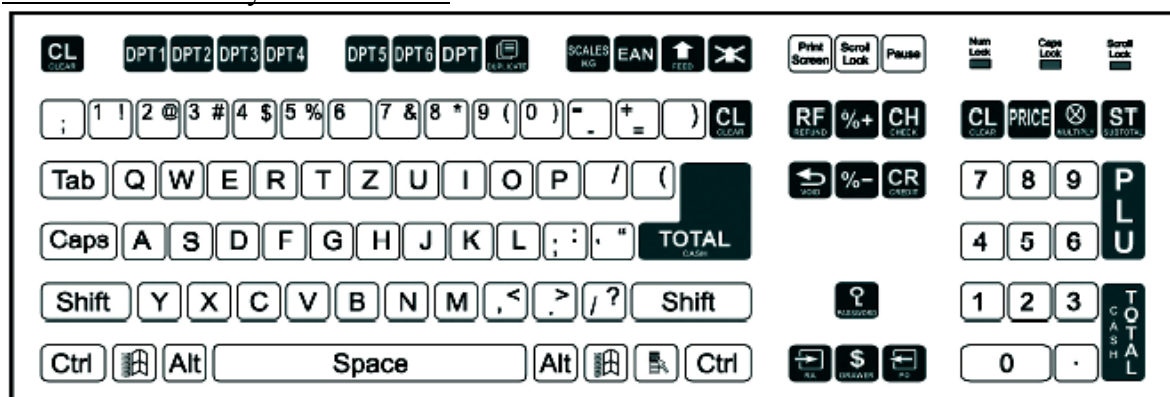 CL CLEAR DPT1 DPT2 DPT3 DPT4 DPT5 DPT6 DPT DUPLICATE SCALES KG EAN FEED Print Screen Scroll Lock Pause Num Lock Caps Lock Scroll Lock
; 1 ! 2 @ 3 # 4 $ 5 % 6 7 & 8 * 9 ( 0 ) - _ + = ) CL CLEAR RF REFUND %+ CH CHECK CL CLEAR PRICE MULTIPLY ST SUBTOTAL
Tab Q W E R T Z U I O P / ( VOID %- CR CREDIT 7 8 9 PLU
Caps A S D F G H J K L ; : ' " TOTAL CASH 4 5 6
Shift Y X C V B N M , < . > / ? Shift PASSWORD 1 2 3 TOTAL CASH
Ctrl Alt Space Alt Ctrl RA $ DRAWER PO 0 .